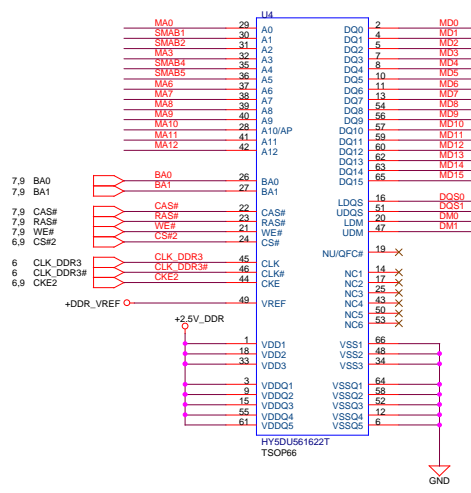 U4
MA0 29 A0 DQ0 2 MD0
SMAB1 30 A1 DQ1 4 MD1
SMAB2 31 A2 DQ2 5 MD2
MA3 32 A3 DQ3 7 MD3
SMAB4 35 A4 DQ4 8 MD4
SMAB5 36 A5 DQ5 10 MD5
MA6 37 A6 DQ6 11 MD6
MA7 38 A7 DQ7 13 MD7
MA8 39 A8 DQ8 54 MD8
MA9 40 A9 DQ9 56 MD9
MA10 28 A10/AP DQ10 57 MD10
MA11 41 A11 DQ11 59 MD11
MA12 42 A12 DQ12 60 MD12
DQ13 62 MD13
DQ14 63 MD14
DQ15 65 MD15
7,9 BA0 BA0 26 BA0
7,9 BA1 BA1 27 BA1
LDQS 16 DQS0
UDQS 51 DQS1
LDM 20 DM0
UDM 47 DM1
7,9 CAS# CAS# 22 CAS#
7,9 RAS# RAS# 23 RAS#
7,9 WE# WE# 21 WE#
6,9 CS#2 CS#2 24 CS#
NU/QFC# 19
6 CLK_DDR3 CLK_DDR3 45 CLK
6 CLK_DDR3# CLK_DDR3# 46 CLK#
6,9 CKE2 CKE2 44 CKE
NC1 14
NC2 17
NC3 25
NC4 43
NC5 50
NC6 53
+DDR_VREF 49 VREF
+2.5V_DDR
1 VDD1 VSS1 66
18 VDD2 VSS2 48
33 VDD3 VSS3 34
3 VDDQ1 VSSQ1 64
9 VDDQ2 VSSQ2 58
15 VDDQ3 VSSQ3 52
55 VDDQ4 VSSQ4 12
61 VDDQ5 VSSQ5 6
HY5DU561622T
TSOP66
GND